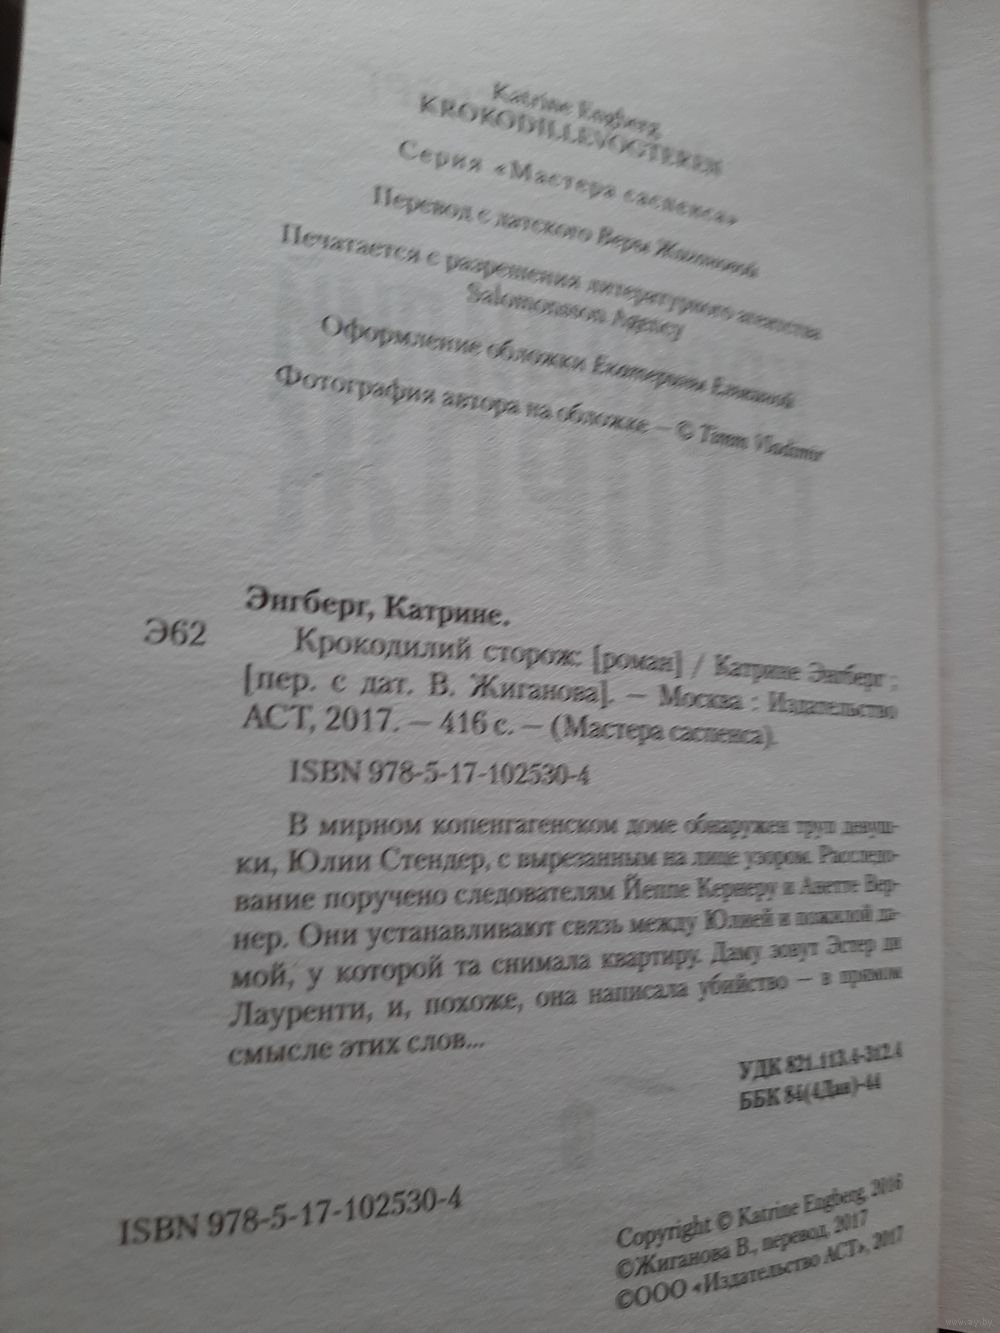 Katrine Engberg
KROKODILLEVOGTEREN
Серия «Мастера саспенса»
Перевод с датского Веры Жигановой
Печатается с разрешения литературного агентства
Salomonsson Agency
Оформление обложки Екатерины
Фотография автора на обложке — © Timm Vladimir
Энгберг, Катрине.
Э62 Крокодилий сторож: [роман] / Катрине Энгберг ;
[пер. с дат. В. Жиганова]. — Москва : Издательство
АСТ, 2017. — 416 с. — (Мастера саспенса).
ISBN 978-5-17-102530-4
В мирном копенгагенском доме обнаружен труп девуш-
ки, Юлии Стендер, с вырезанным на лице узором. Расследо-
вание поручено следователям Йеппе Кернеру и Анетте Вер-
нер. Они устанавливают связь между Юлией и пожилой да-
мой, у которой та снимала квартиру. Даму зовут Эстер ди
Лауренти, и, похоже, она написала убийство — в прямом
смысле этих слов...
УДК 821.113.4-312.4
ББК 84(4Дан)-44
ISBN 978-5-17-102530-4
Copyright © Katrine Engberg, 2016
©Жиганова В., перевод, 2017
©ООО «Издательство АСТ», 2017
www.ay.by